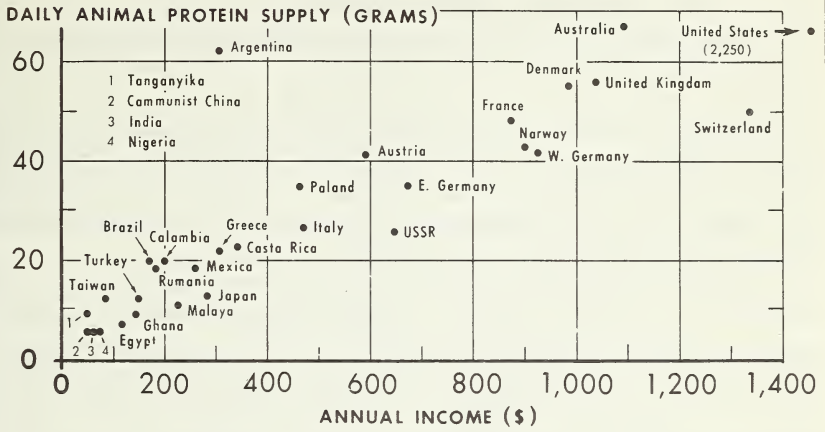 DAILY ANIMAL PROTEIN SUPPLY (GRAMS)
Argentina
Australia
United States
(2,250)
60
1 Tanganyika
2 Cammunist China
3 India
4 Nigeria
Denmark
United Kingdom
France
Narway
Switzerland
W. Germany
40
Austria
Paland
E. Germany
Brazil
Calambia
Greece
Italy
USSR
Costa Rica
20
Turkey
Mexica
Taiwan
Rumania
Japan
Malaya
1
Ghana
Egypt
2 3 4
0
0 200 400 600 800 1,000 1,200 1,400
ANNUAL INCOME ($)